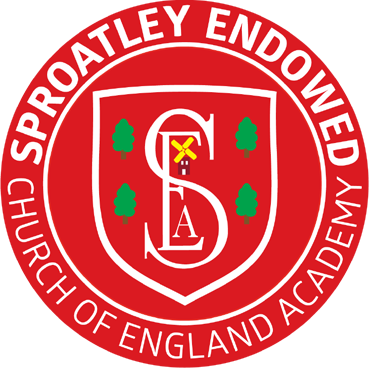 SPROATLEY ENDOWED
CHURCH OF ENGLAND ACADEMY
SEA